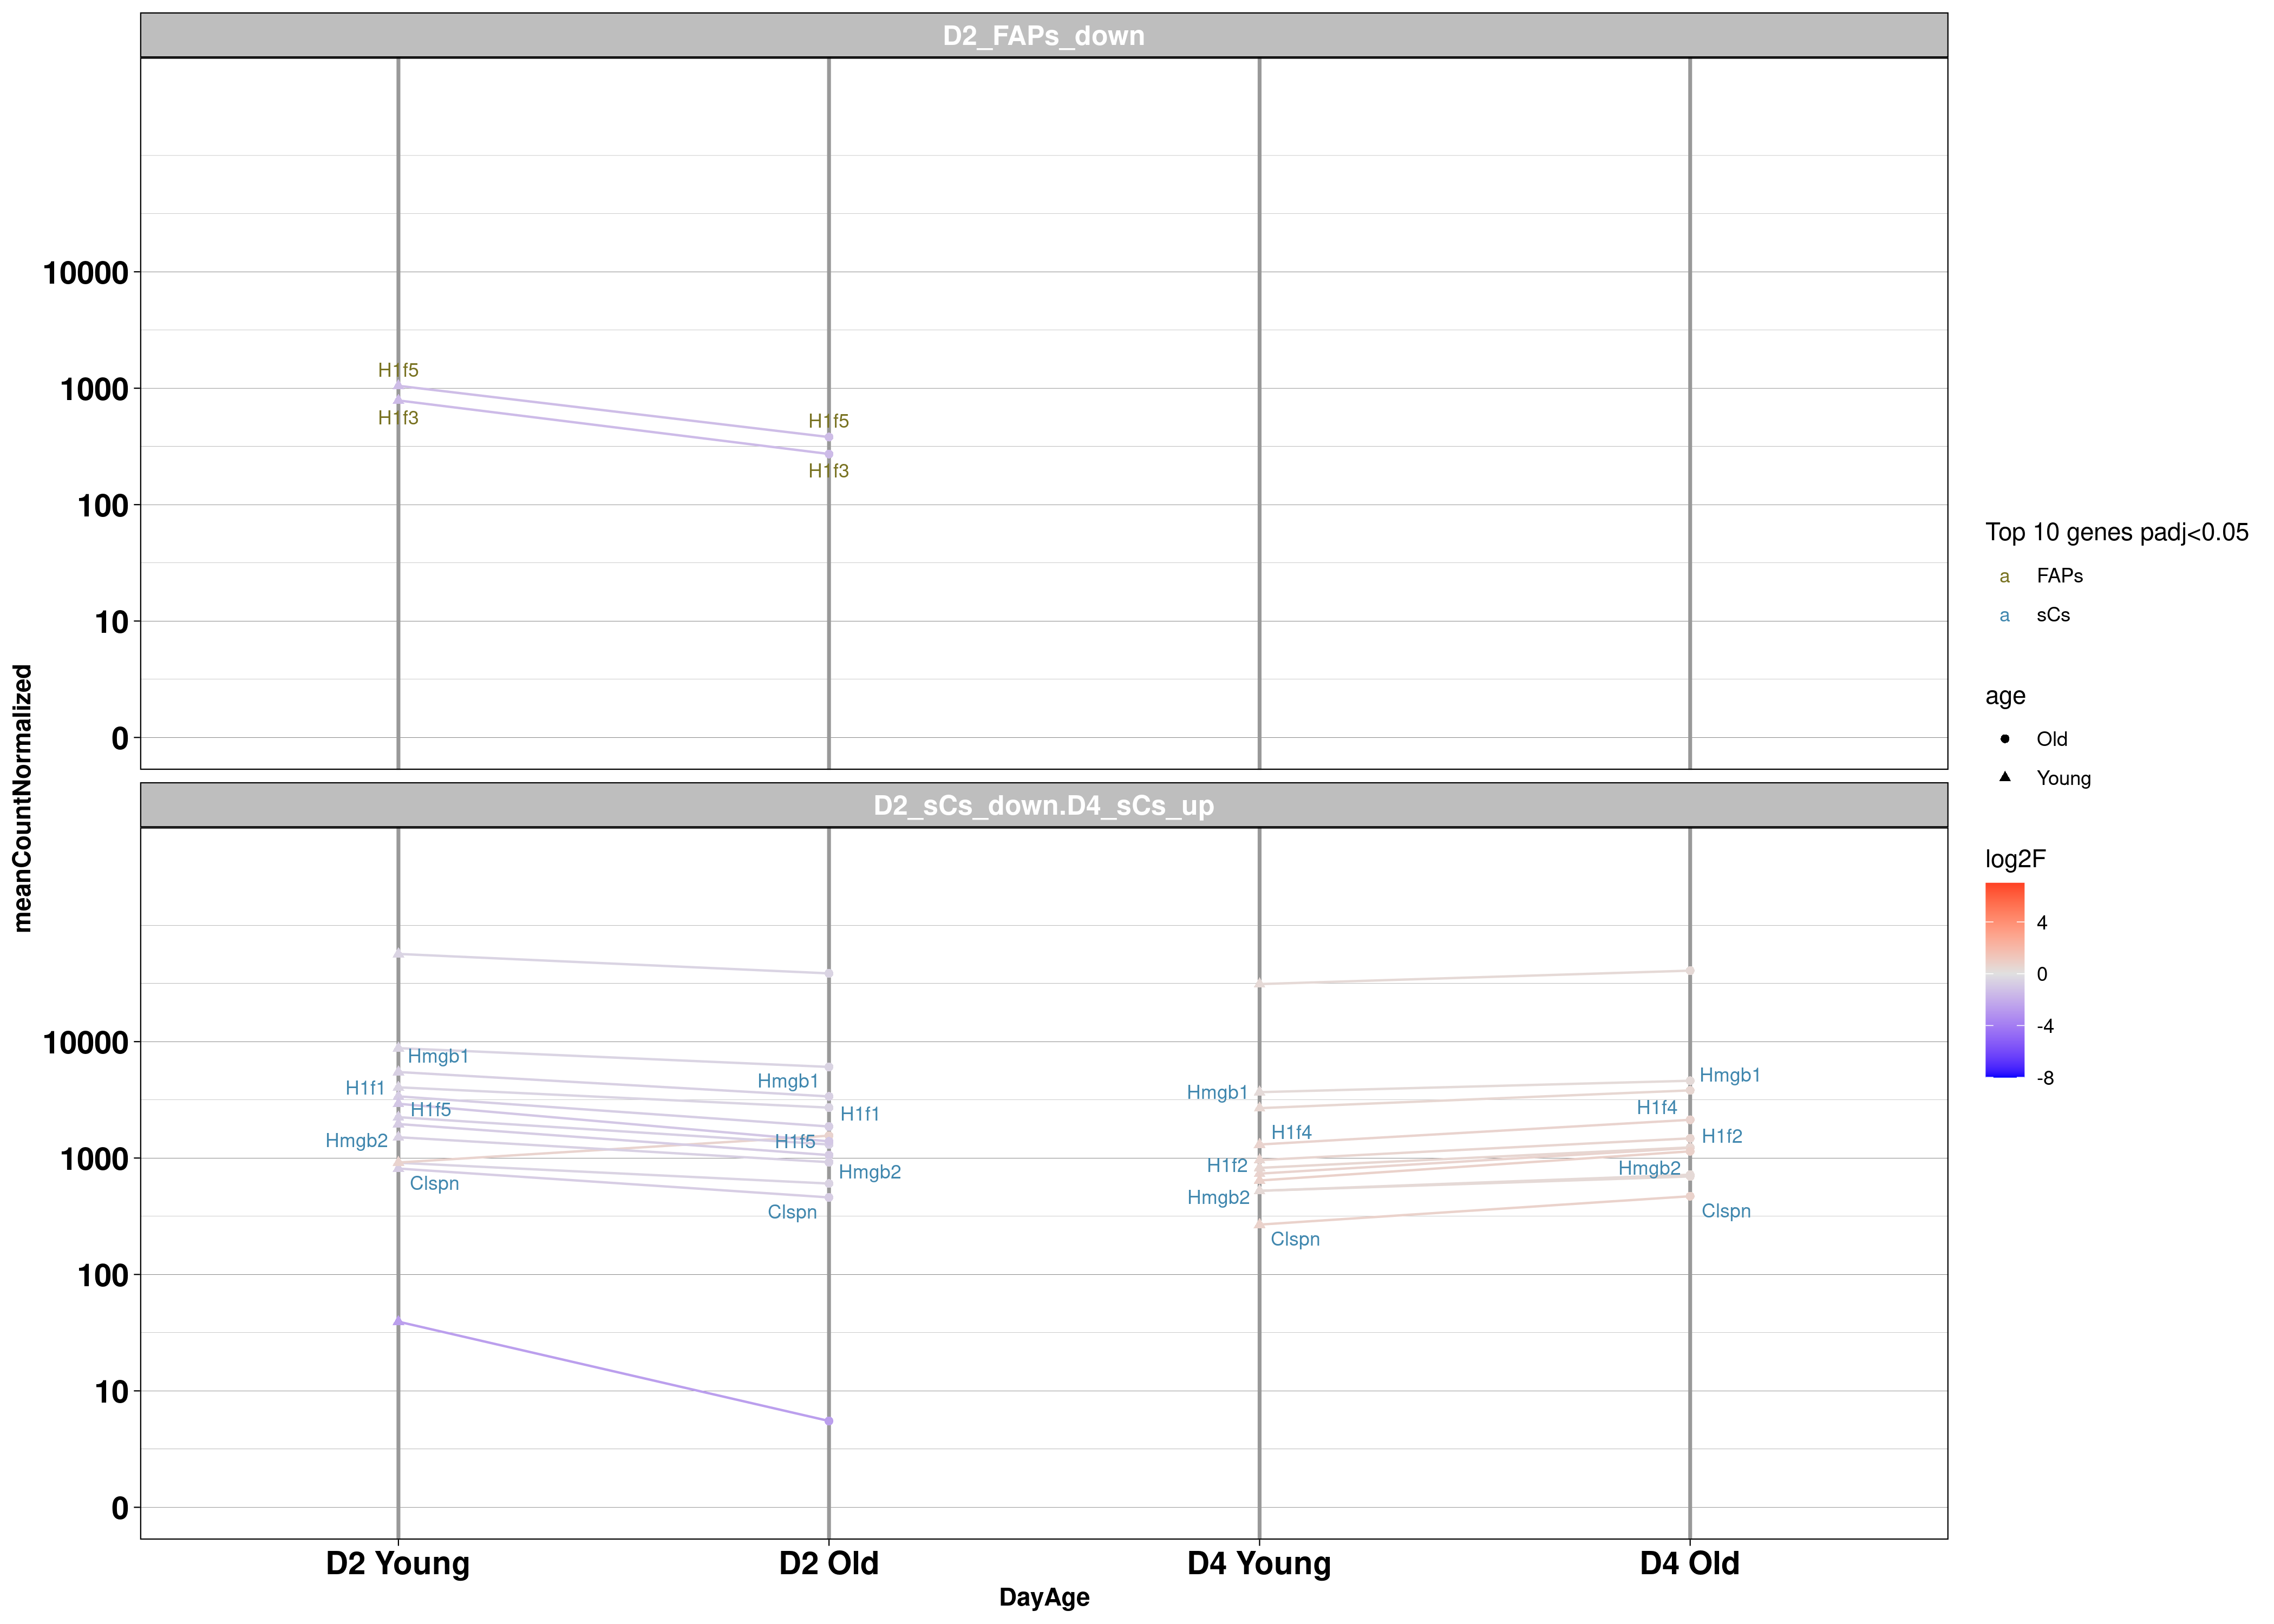 D2_FAPs_down
10000
1000
100
10
0
H1f5
H1f3
H1f5
H1f3
meanCountNormalized
D2_sCs_down.D4_sCs_up
10000
1000
100
10
0
Hmgb1
H1f1
H1f5
Hmgb2
Clspn
Hmgb1
H1f1
H1f5
Hmgb2
Clspn
Hmgb1
H1f4
H1f2
Hmgb2
Clspn
Hmgb1
H1f4
H1f2
Hmgb2
Clspn
D2 Young
D2 Old
D4 Young
D4 Old
DayAge
Top 10 genes padj<0.05
a FAPs
a sCs
age
Old
Young
log2F
4
0
-4
-8